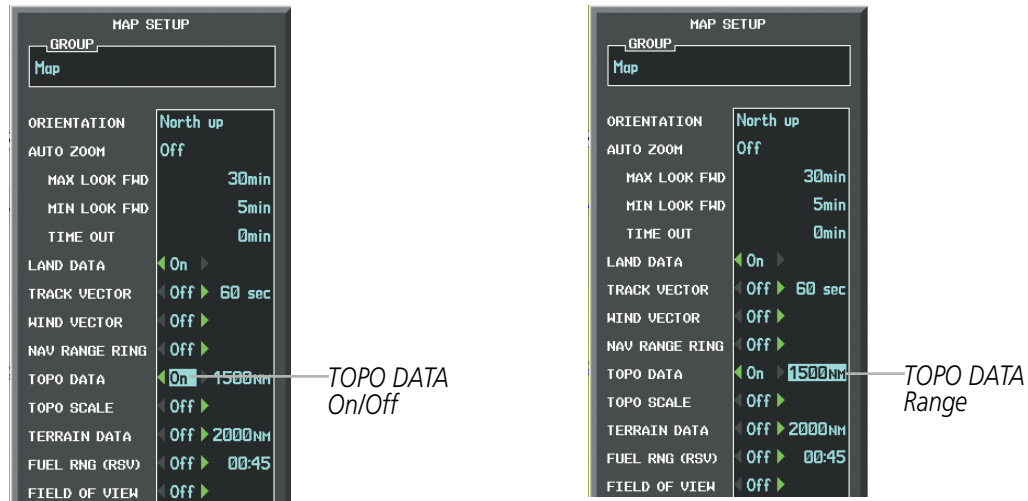 MAP SETUP
GROUP
Map
ORIENTATION North up
AUTO ZOOM Off
MAX LOOK FWD 30min
MIN LOOK FWD 5min
TIME OUT 0min
LAND DATA On
TRACK VECTOR Off 60 sec
WIND VECTOR Off
NAV RANGE RING Off
TOPO DATA On 1500NM
TOPO SCALE Off
TERRAIN DATA Off 2000NM
FUEL RNG (RSV) Off 00:45
FIELD OF VIEW Off
TOPO DATA
On/Off
MAP SETUP
GROUP
Map
ORIENTATION North up
AUTO ZOOM Off
MAX LOOK FWD 30min
MIN LOOK FWD 5min
TIME OUT 0min
LAND DATA On
TRACK VECTOR Off 60 sec
WIND VECTOR Off
NAV RANGE RING Off
TOPO DATA On 1500NM
TOPO SCALE Off
TERRAIN DATA Off 2000NM
FUEL RNG (RSV) Off 00:45
FIELD OF VIEW Off
TOPO DATA
Range